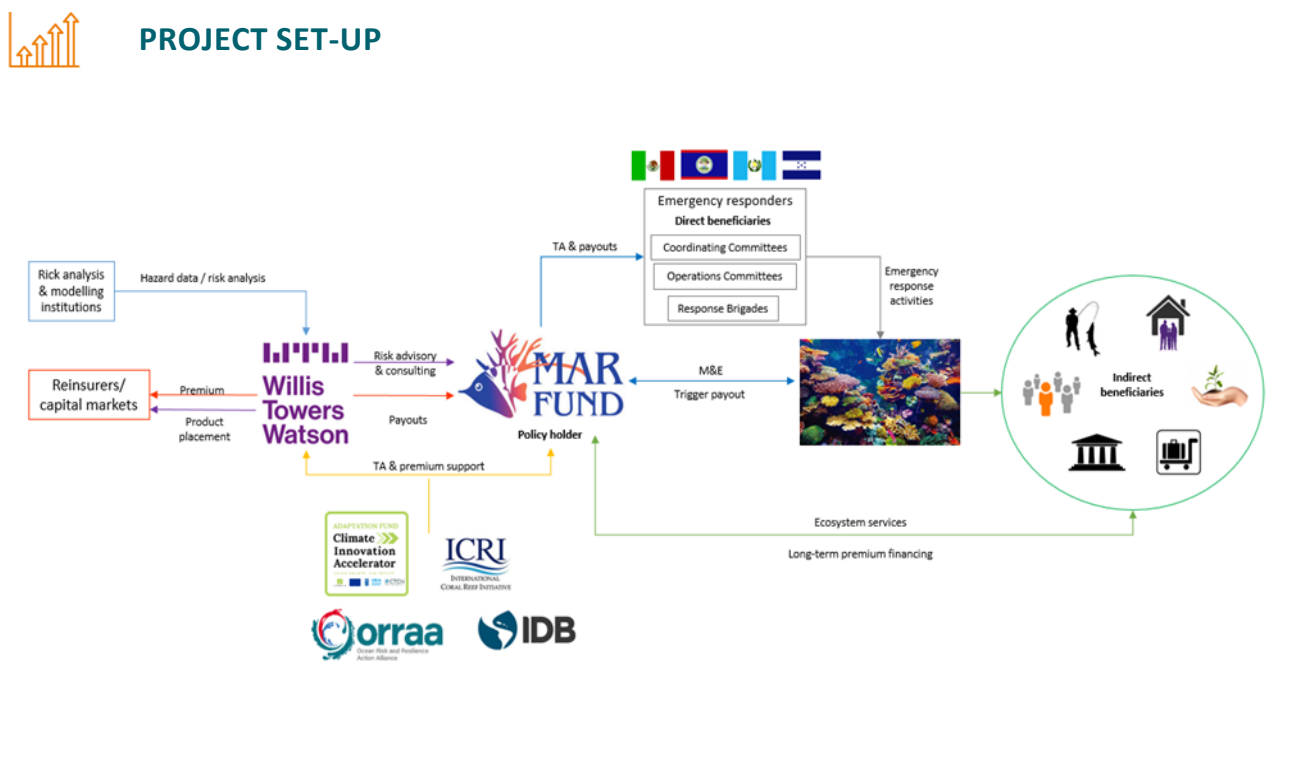 PROJECT SET-UP
Emergency responders
Direct beneficiaries
Coordinating Committees
Operations Committees
Response Brigades
TA & payouts
Emergency
response
activities
Rick analysis
& modelling
institutions
Hazard data / risk analysis
Reinsurers/
capital markets
Premium
Product
placement
Willis
Towers
Watson
Risk advisory
& consulting
Payouts
MAR
FUND
Policy holder
M&E
Trigger payout
Indirect
beneficiaries
TA & premium support
Ecosystem services
Long-term premium financing
ADAPTATION FUND
Climate
Innovation
Accelerator
ICRI
INTERNATIONAL
CORAL REEF INITIATIVE
orraa
Ocean Risk and Resilience
Action Alliance
IDB